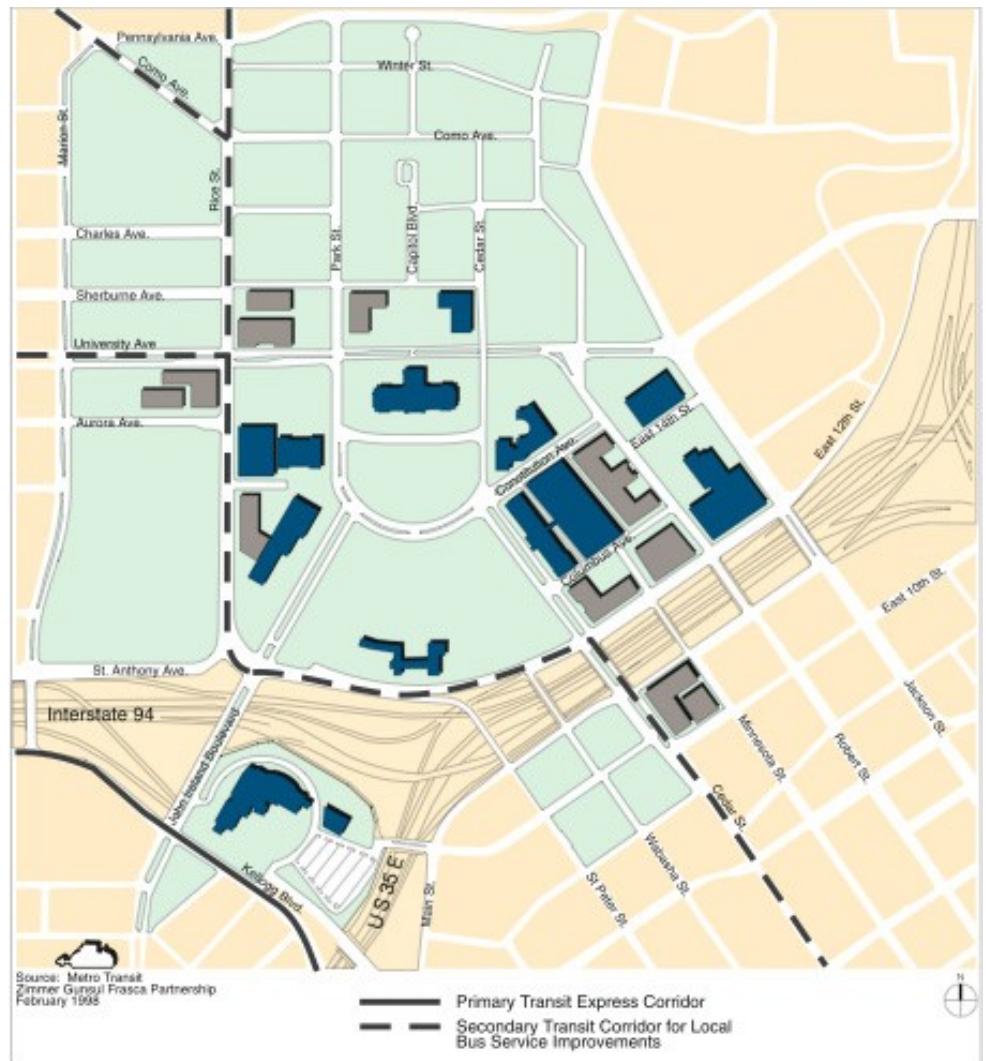 Pennsylvania Ave.
Como Ave.
Winter St.
Marion St.
Como Ave.
Rice St.
Park St.
Capitol Blvd.
Cedar St.
Charles Ave.
Sherburne Ave.
University Ave
Aurora Ave.
East 14th St.
Constitution Ave.
East 12th St.
Columbus Ave.
East 10th St.
St. Anthony Ave.
Interstate 94
John Ireland Boulevard
Jackson St.
Minnesota St.
Robert St.
Cedar St.
Wabasha St.
St Peter St.
Kellogg Blvd.
U S 35 E
Main St.
Source: Metro Transit
Zimmer Gunsul Frasca Partnership
February 1998
N
Primary Transit Express Corridor
Secondary Transit Corridor for Local
Bus Service Improvements